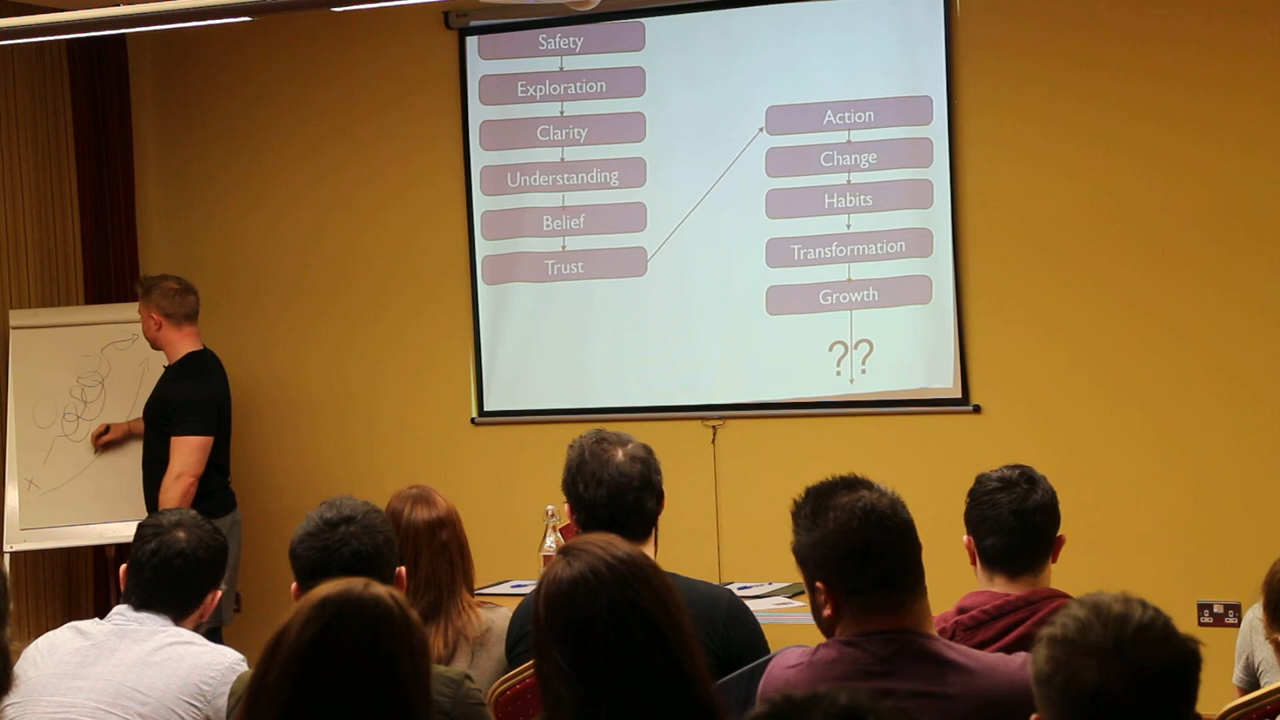 Safety
Exploration
Clarity
Understanding
Belief
Trust
Action
Change
Habits
Transformation
Growth
??